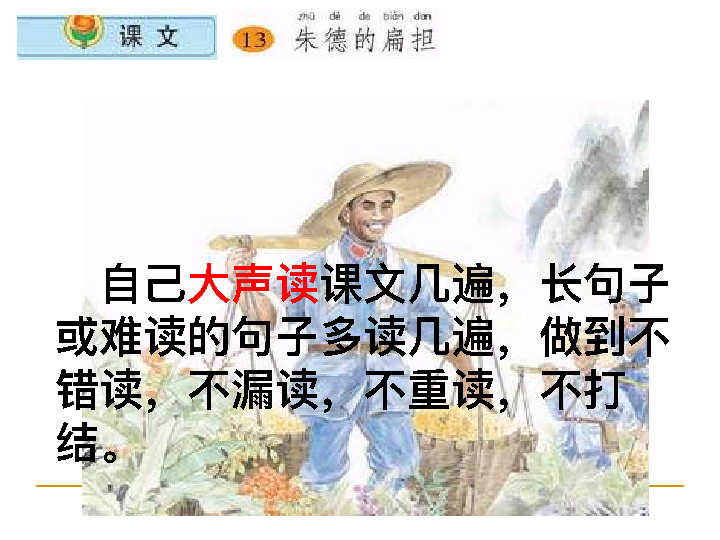 课 文
zhū dé de biǎn dan
13 朱德的扁担
自己大声读课文几遍，长句子
或难读的句子多读几遍，做到不
错读，不漏读，不重读，不打
结。